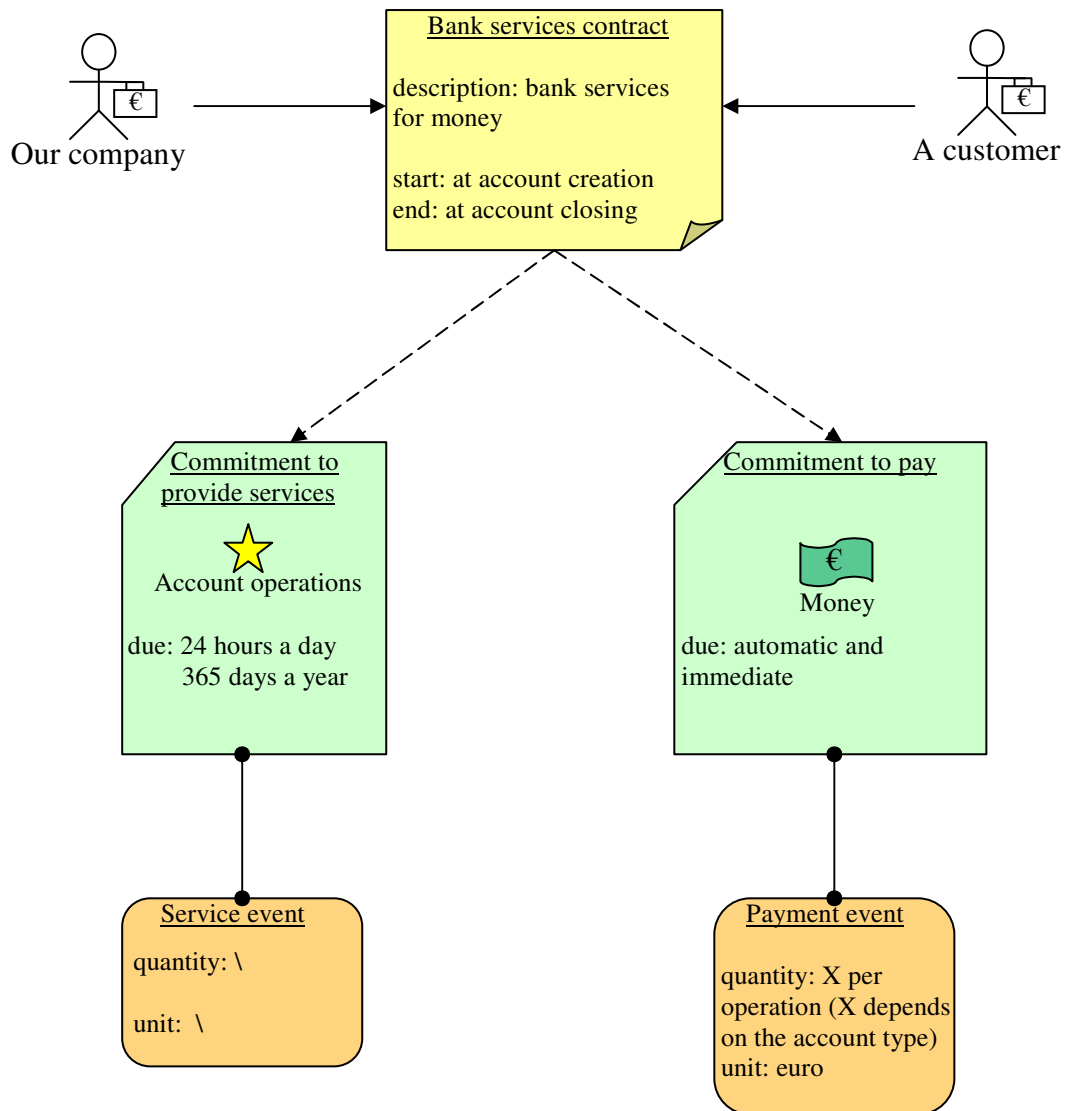 Bank services contract
description: bank services
for money
start: at account creation
end: at account closing
€
Our company
€
A customer
Commitment to
provide services
Account operations
due: 24 hours a day
365 days a year
Commitment to pay
€
Money
due: automatic and
immediate
Service event
quantity: \
unit: \
Payment event
quantity: X per
operation (X depends
on the account type)
unit: euro